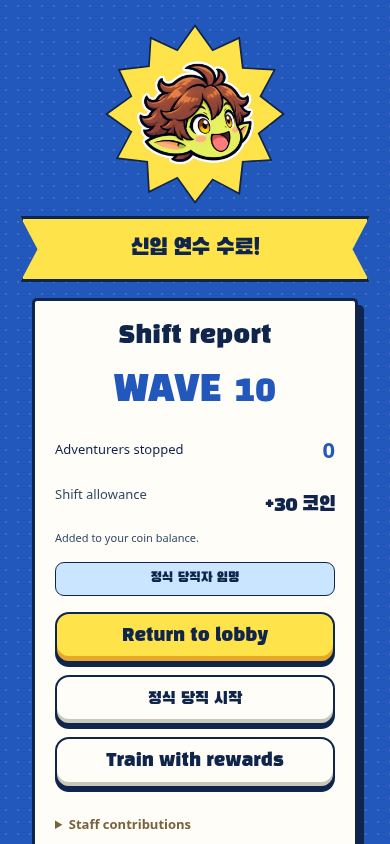 신입 연수 수료!
Shift report
WAVE 10
Adventurers stopped 0
Shift allowance +30 코인
Added to your coin balance.
정식 당직자 임명
Return to lobby
정식 당직 시작
Train with rewards
▶ Staff contributions